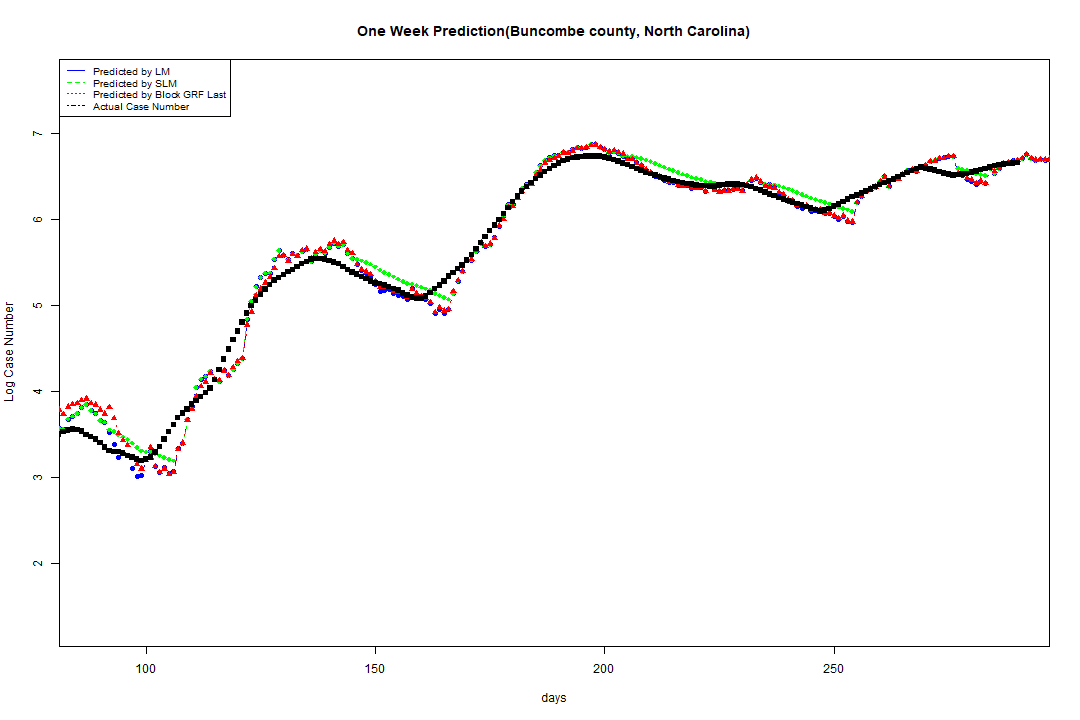 One Week Prediction(Buncombe county, North Carolina)
Predicted by LM
Predicted by SLM
Predicted by Block GRF Last
Actual Case Number
7
6
5
4
3
2
Log Case Number
100 150 200 250
days